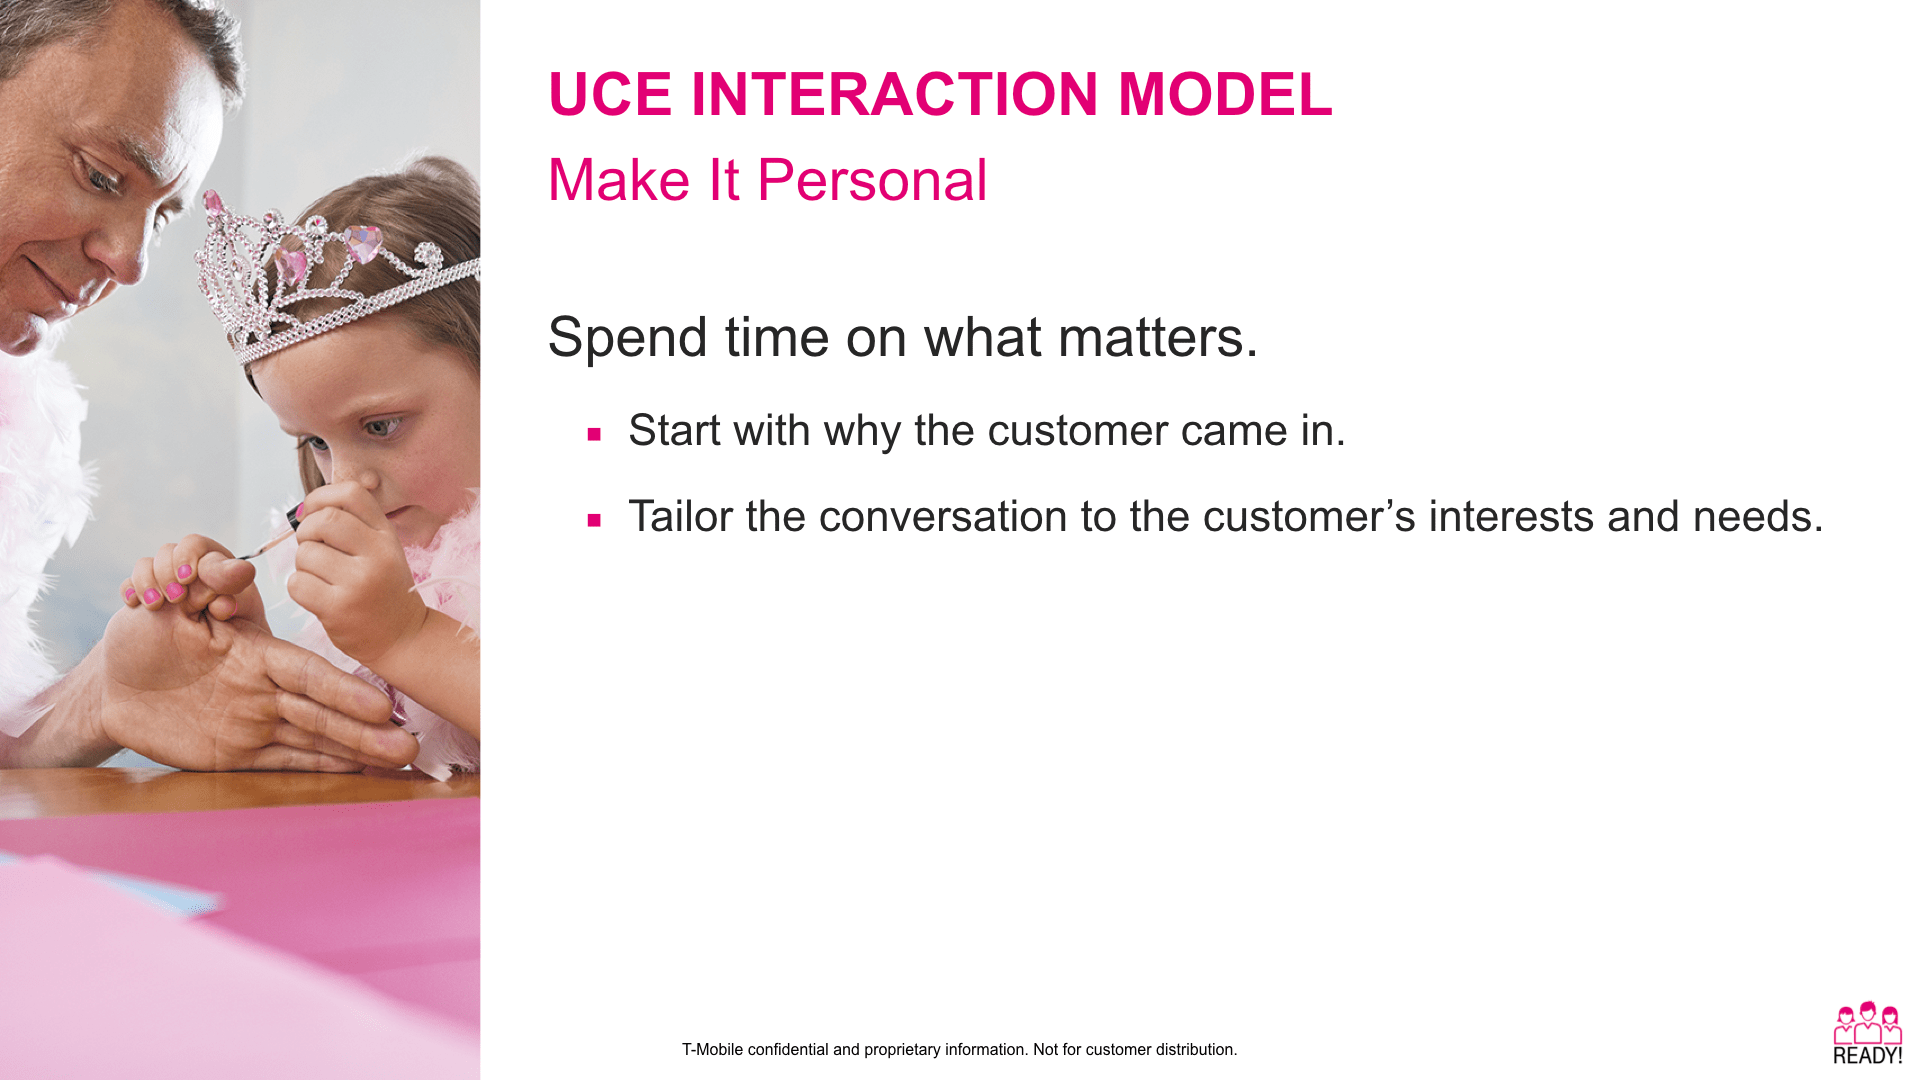 UCE INTERACTION MODEL
Make It Personal
Spend time on what matters.
Start with why the customer came in.
Tailor the conversation to the customer’s interests and needs.
T-Mobile confidential and proprietary information. Not for customer distribution.
READY!